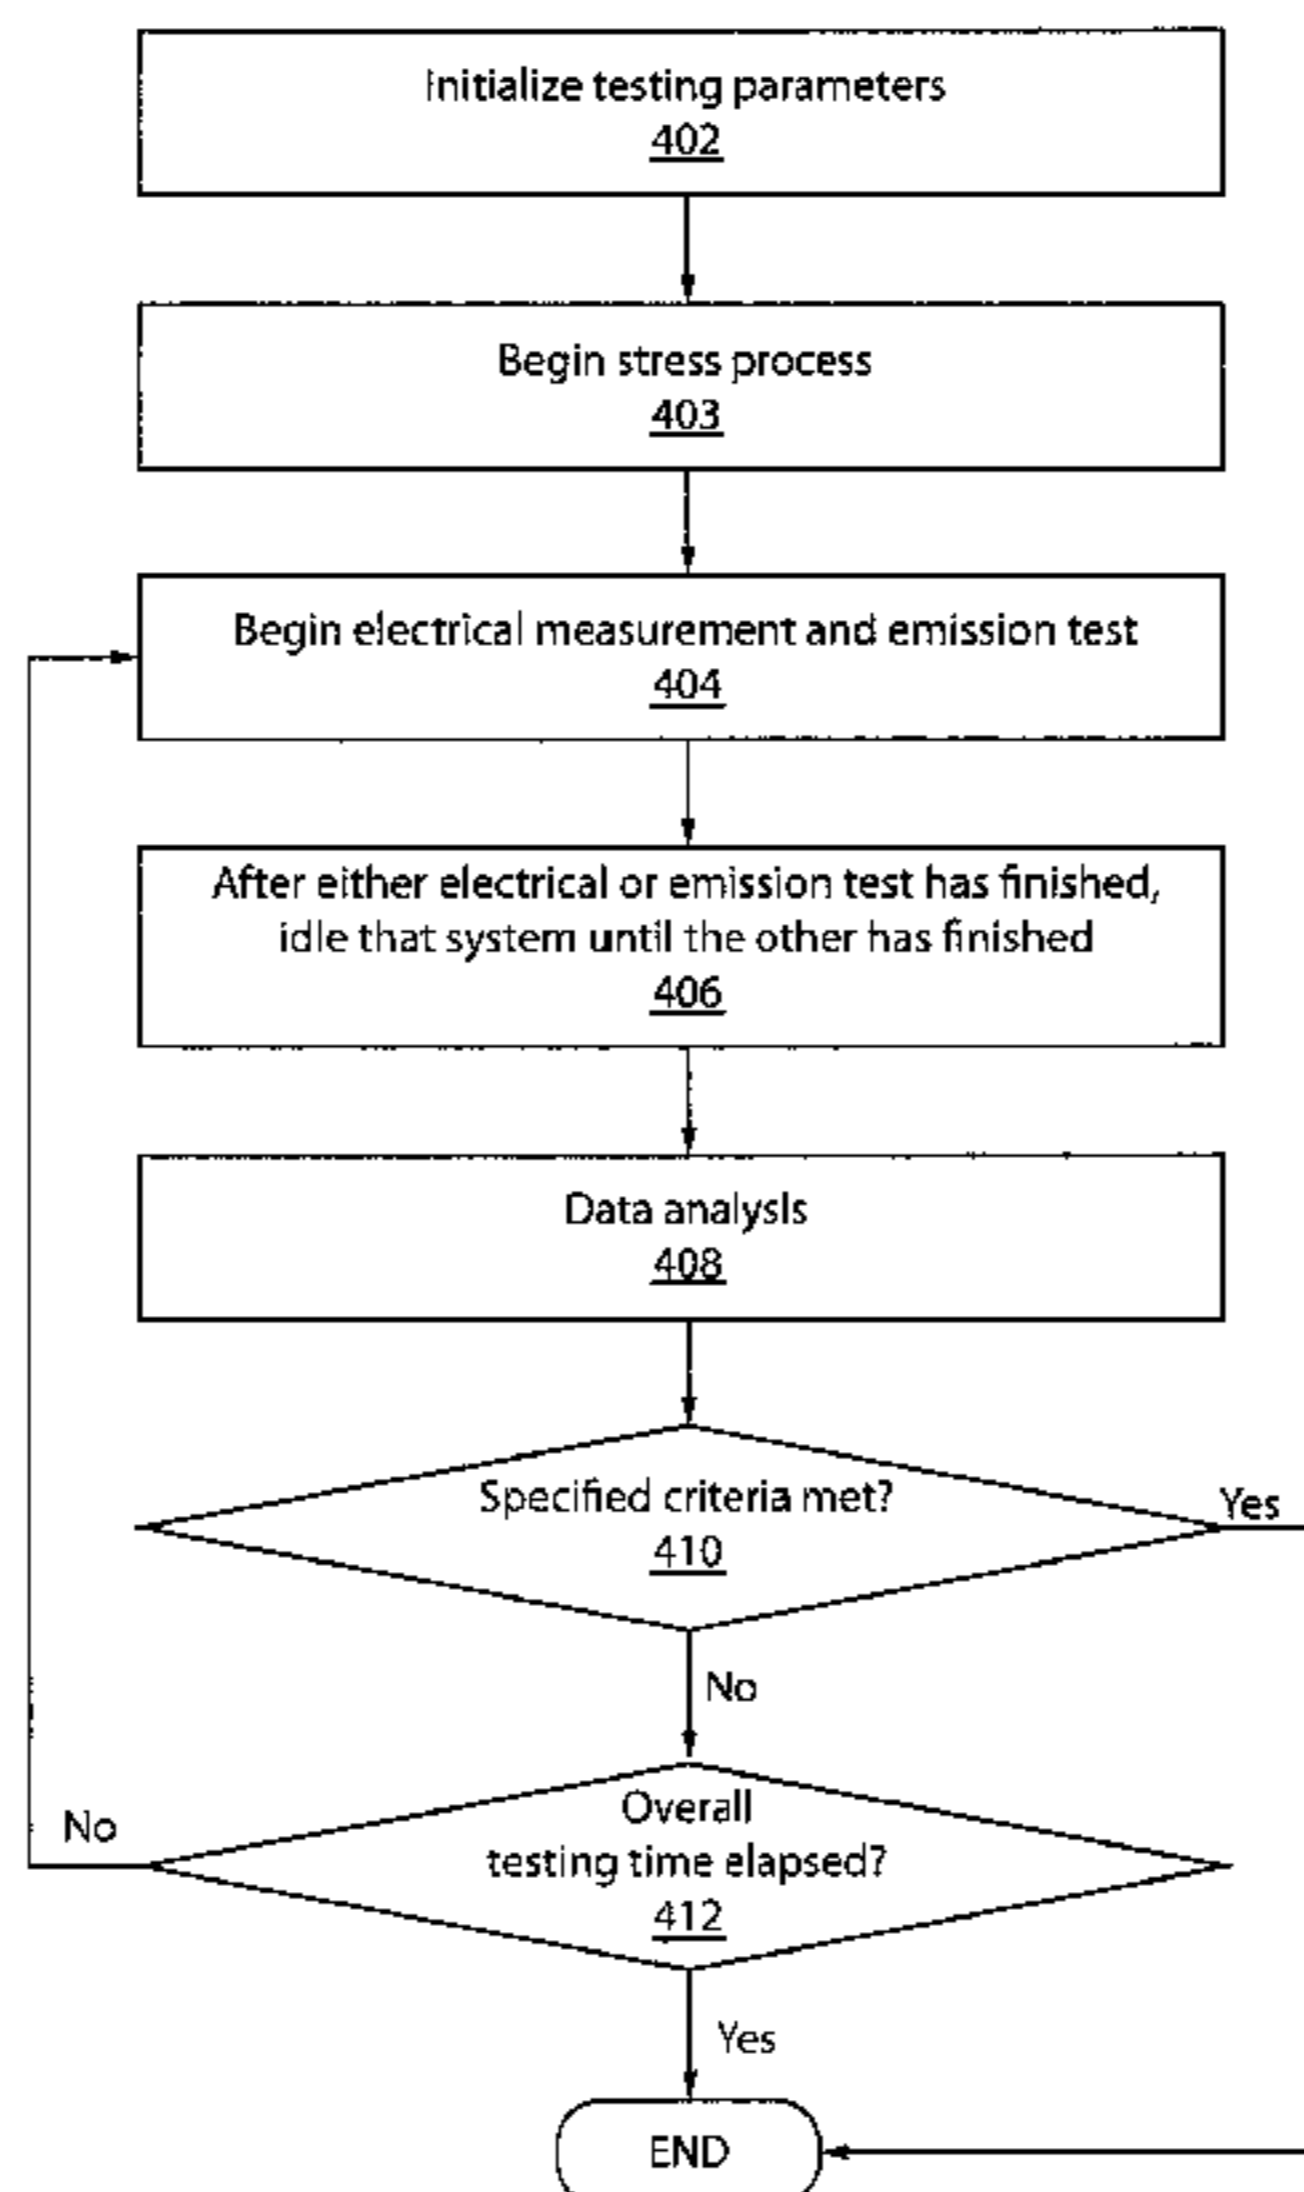 Initialize testing parameters
402
Begin stress process
403
Begin electrical measurement and emission test
404
After either electrical or emission test has finished,
idle that system until the other has finished
406
Data analysis
408
Specified criteria met?
410
Yes
No
Overall
testing time elapsed?
412
No
Yes
END